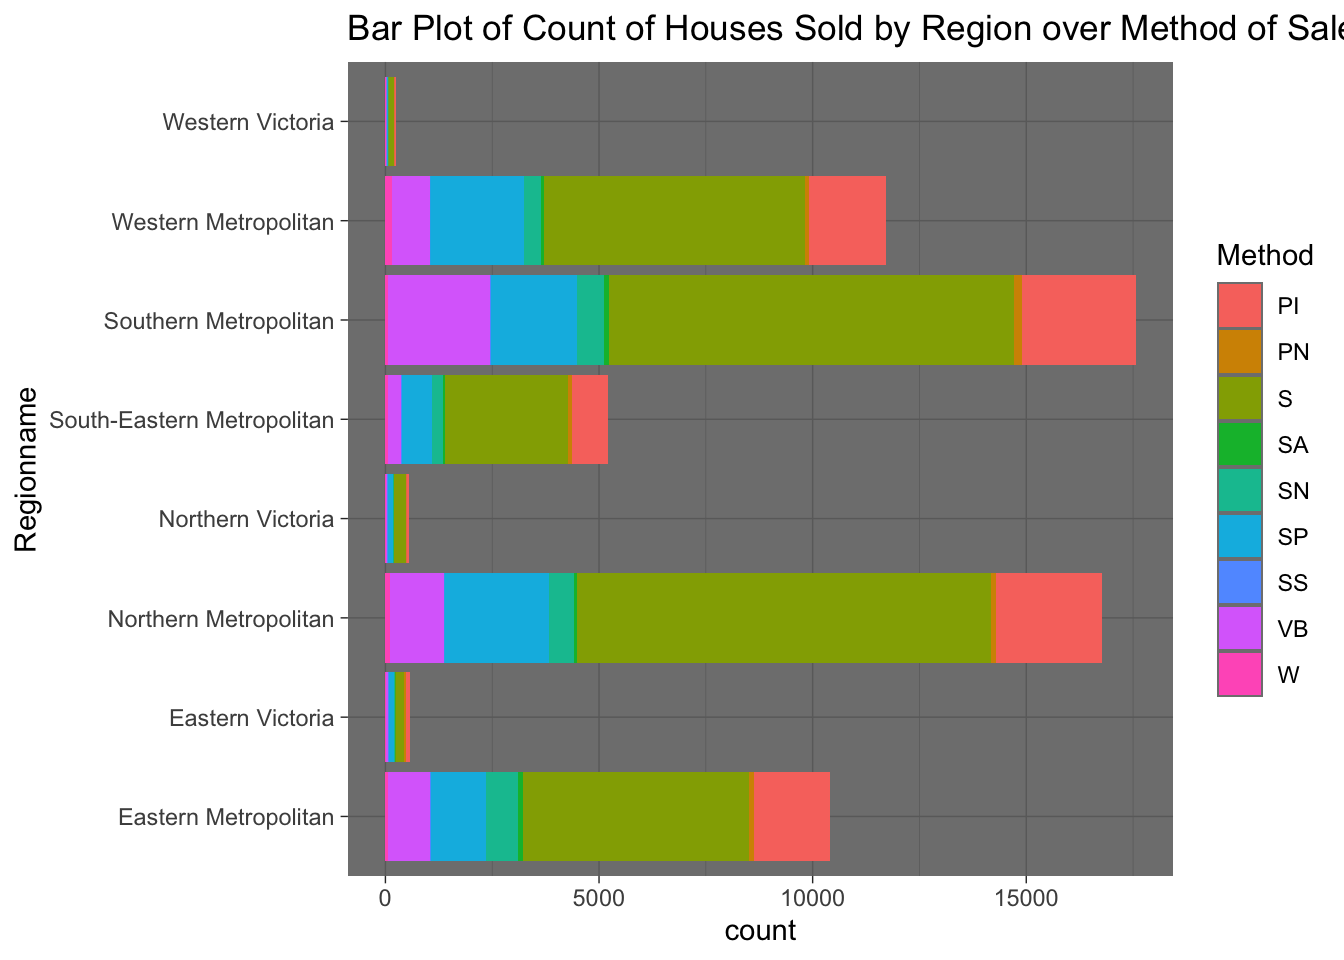 Bar Plot of Count of Houses Sold by Region over Method of Sale
Western Victoria
Western Metropolitan
Southern Metropolitan
South-Eastern Metropolitan
Northern Victoria
Northern Metropolitan
Eastern Victoria
Eastern Metropolitan
Regionname
0 5000 10000 15000
count
Method
PI
PN
S
SA
SN
SP
SS
VB
W